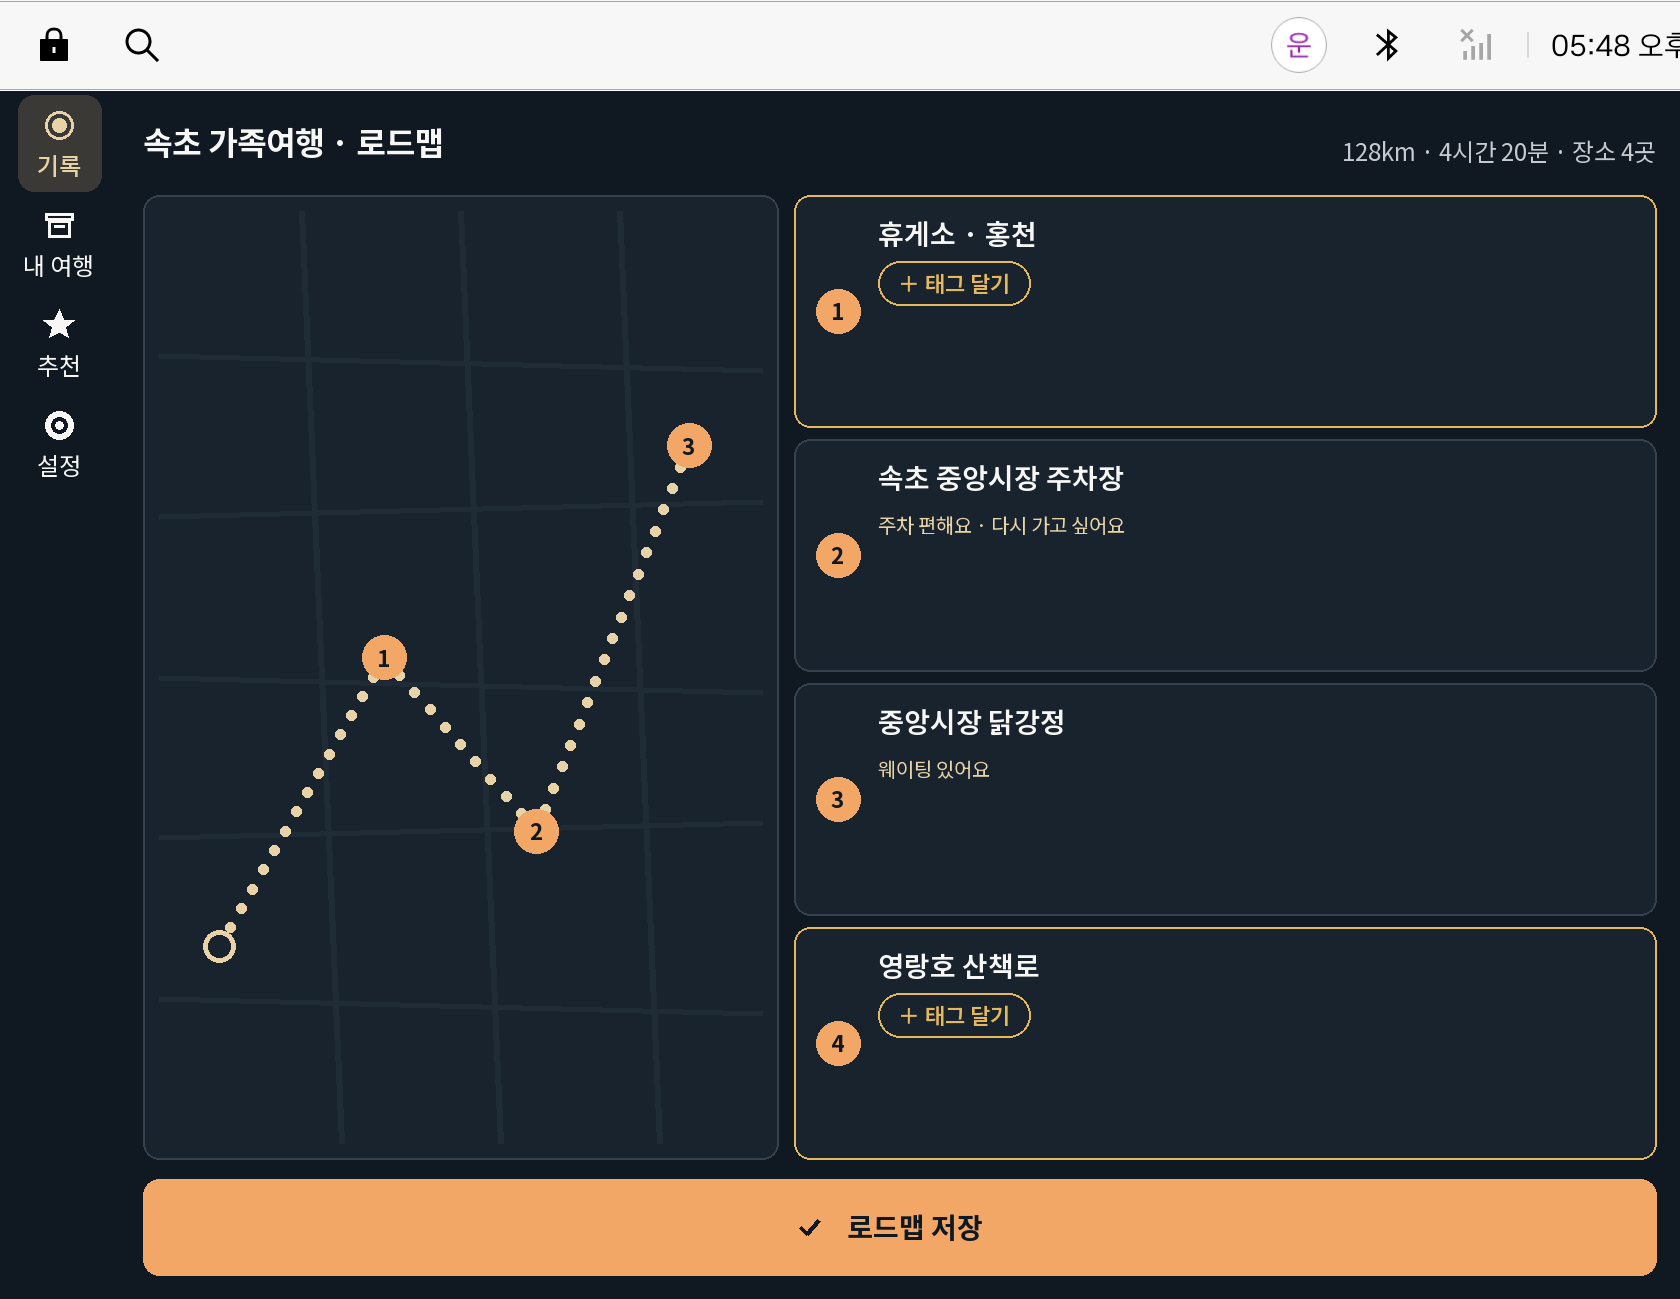 운
05:48 오후
기록
내 여행
추천
설정
속초 가족여행 · 로드맵
128km · 4시간 20분 · 장소 4곳
1
2
3
휴게소 · 홍천
+ 태그 달기
1
속초 중앙시장 주차장
주차 편해요 · 다시 가고 싶어요
2
중앙시장 닭강정
웨이팅 있어요
3
영랑호 산책로
+ 태그 달기
4
로드맵 저장